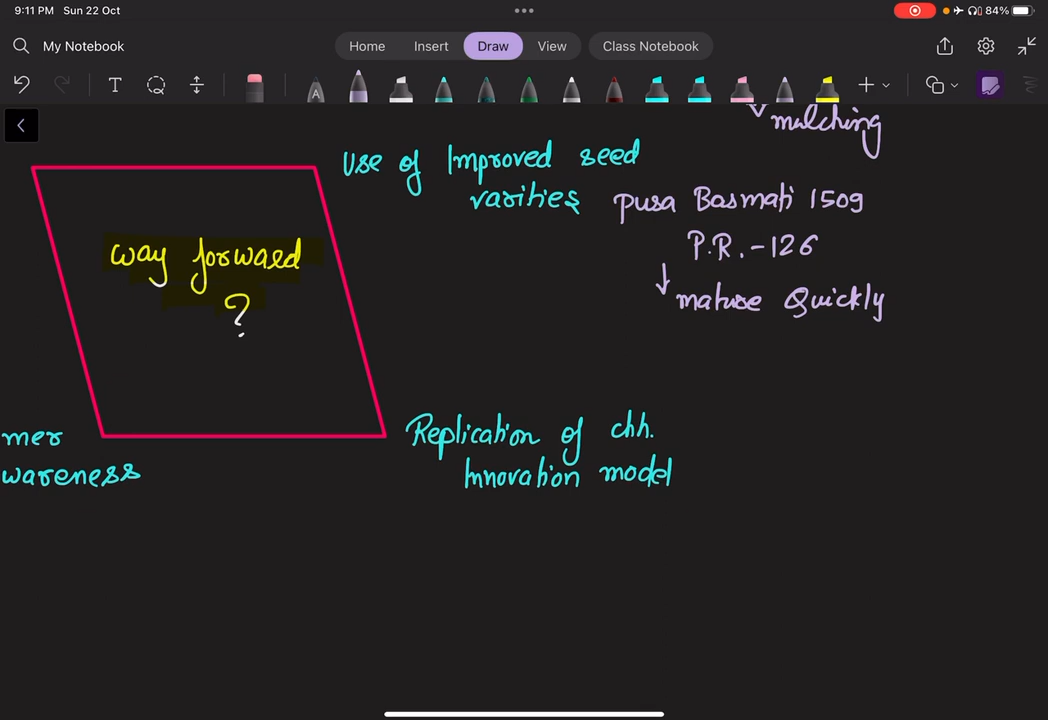 9:11 PM Sun 22 Oct
84%
My Notebook
Home Insert Draw View Class Notebook
T
A
mulching
Use of Improved seed
varities
pusa Basmati 1509
P.R. - 126
mature Quickly
way forward
?
mer
wareness
Replication of chh.
Innovation model